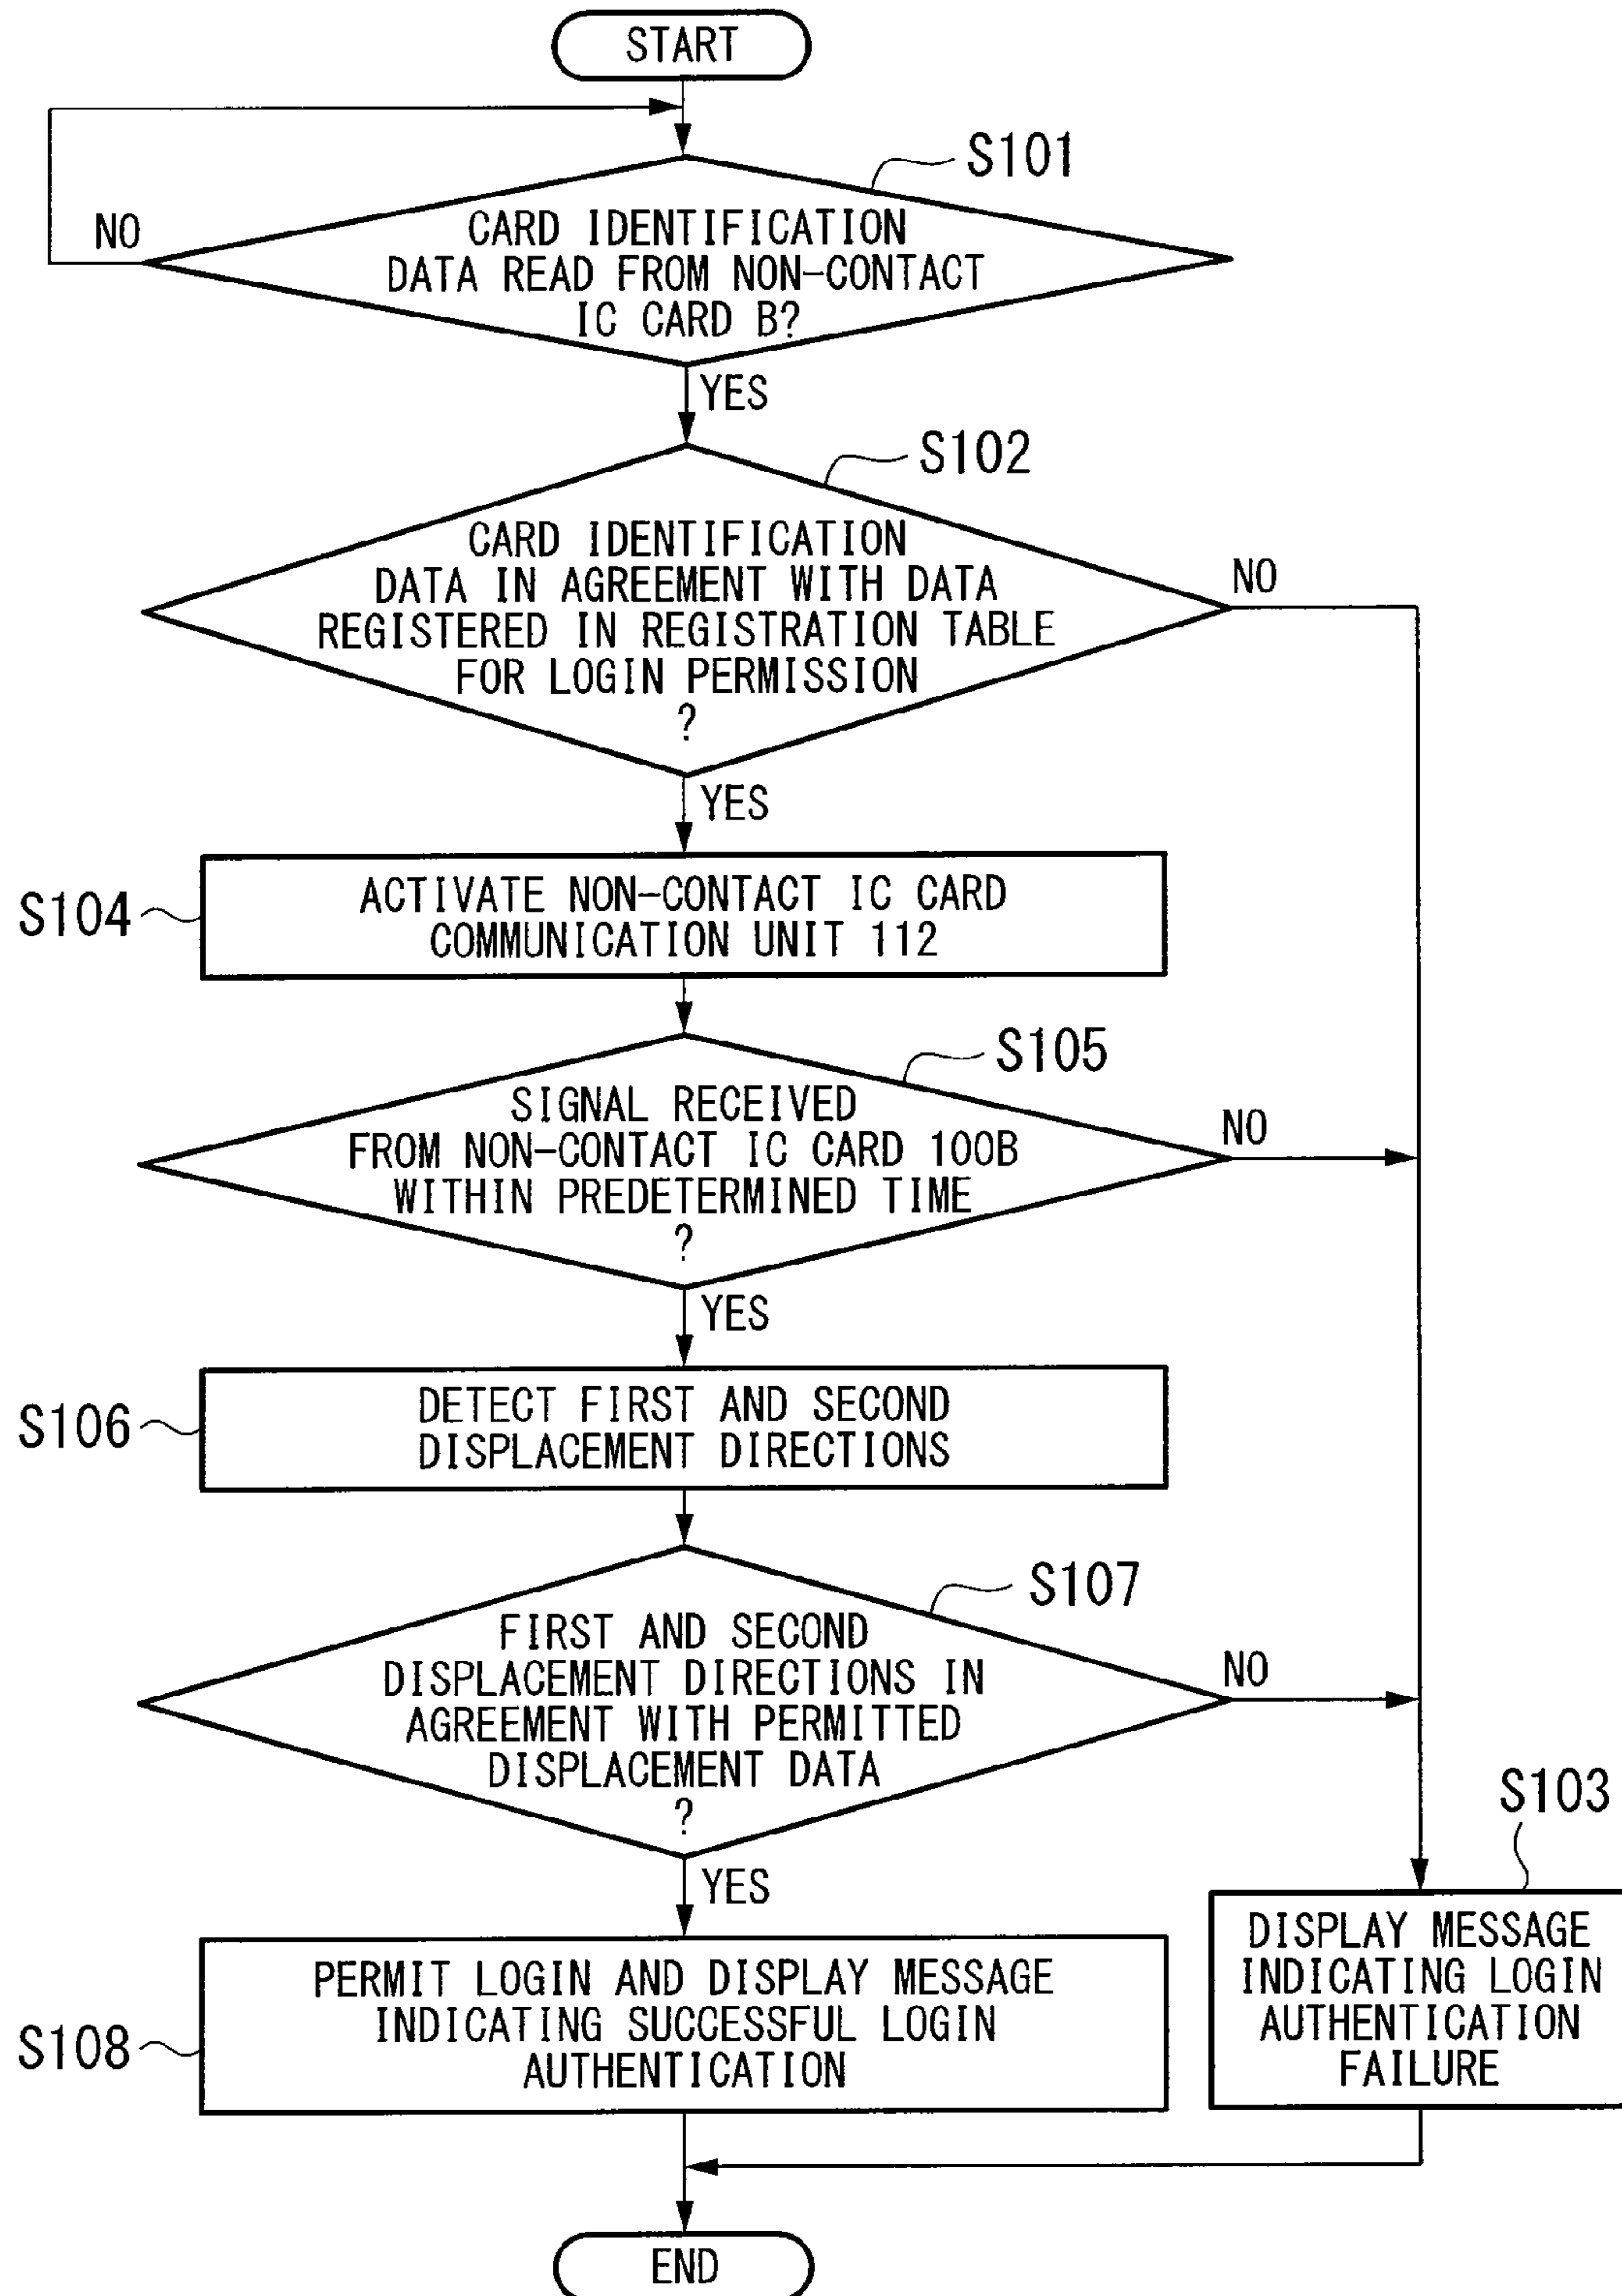 START
S101
NO
CARD IDENTIFICATION
DATA READ FROM NON-CONTACT
IC CARD B?
YES
S102
CARD IDENTIFICATION
DATA IN AGREEMENT WITH DATA
REGISTERED IN REGISTRATION TABLE
FOR LOGIN PERMISSION
?
NO
YES
S104
ACTIVATE NON-CONTACT IC CARD
COMMUNICATION UNIT 112
S105
SIGNAL RECEIVED
FROM NON-CONTACT IC CARD 100B
WITHIN PREDETERMINED TIME
?
NO
YES
S106
DETECT FIRST AND SECOND
DISPLACEMENT DIRECTIONS
S107
FIRST AND SECOND
DISPLACEMENT DIRECTIONS IN
AGREEMENT WITH PERMITTED
DISPLACEMENT DATA
?
NO
YES
S103
DISPLAY MESSAGE
INDICATING LOGIN
AUTHENTICATION
FAILURE
S108
PERMIT LOGIN AND DISPLAY MESSAGE
INDICATING SUCCESSFUL LOGIN
AUTHENTICATION
END